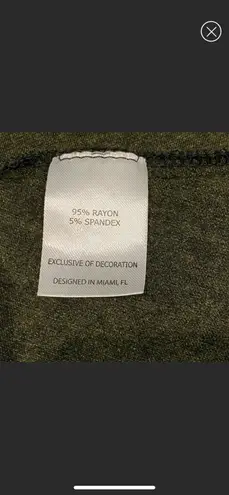 95% RAYON
5% SPANDEX
EXCLUSIVE OF DECORATION
DESIGNED IN MIAMI, FL